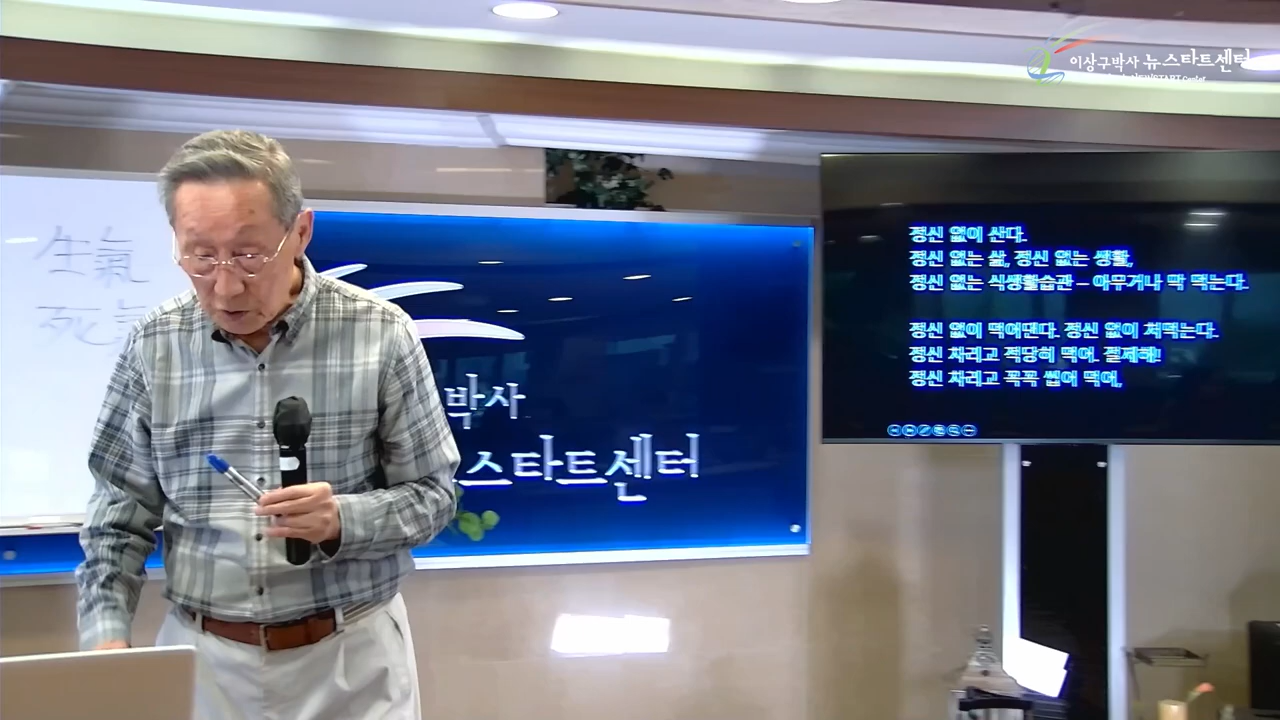 이상구박사 뉴스타트센터
NEWSTART Center
生氣
死氣
박사
스타트센터
정신 없이 산다.
정신 없는 삶, 정신 없는 생활,
정신 없는 식생활습관 – 아무거나 막 먹는다.
정신 없이 먹어댄다. 정신 없이 쳐먹는다.
정신 차리고 적당히 먹어. 절제해!
정신 차리고 꼭꼭 씹어 먹어,